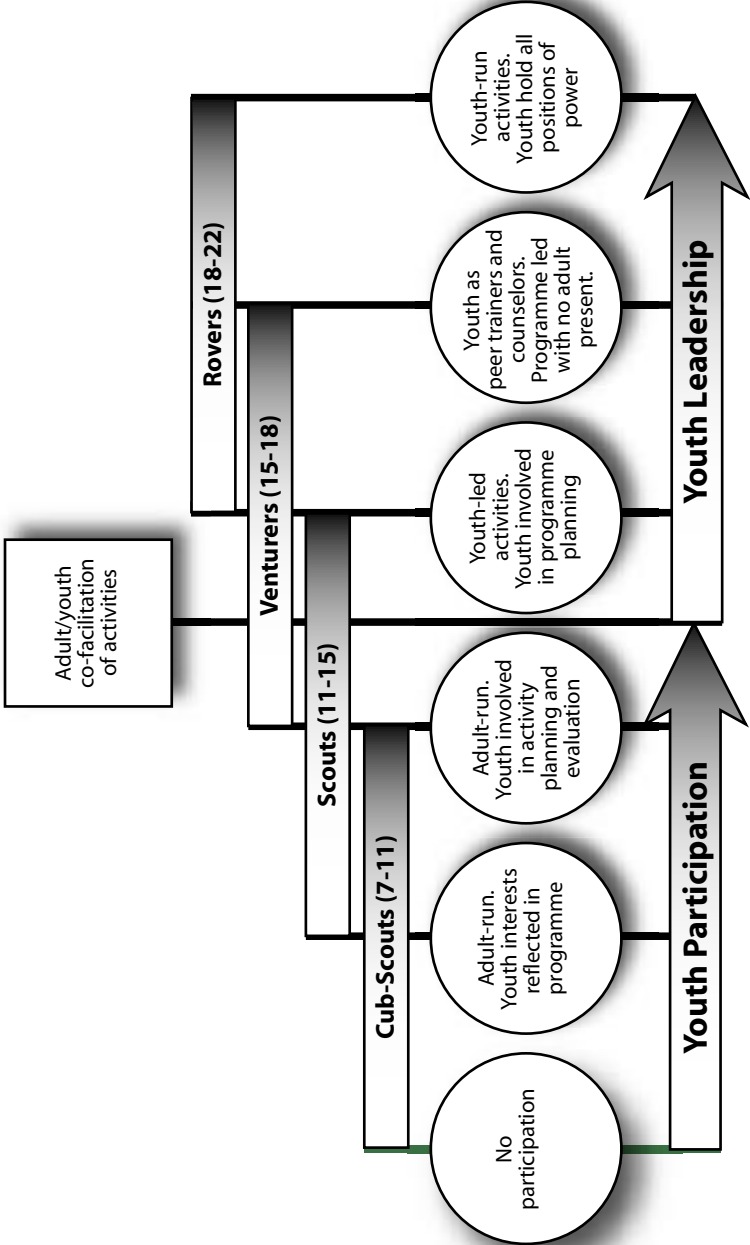 Adult/youth
co-facilitation
of activities
Rovers (18-22)
Venturers (15-18)
Scouts (11-15)
Cub-Scouts (7-11)
No
participation
Adult-run.
Youth interests
reflected in
programme
Adult-run.
Youth involved
in activity
planning and
evaluation
Youth-led
activities.
Youth involved
in programme
planning
Youth as
peer trainers and
counselors.
Programme led
with no adult
present.
Youth-run
activities.
Youth hold all
positions of
power
Youth Participation
Youth Leadership